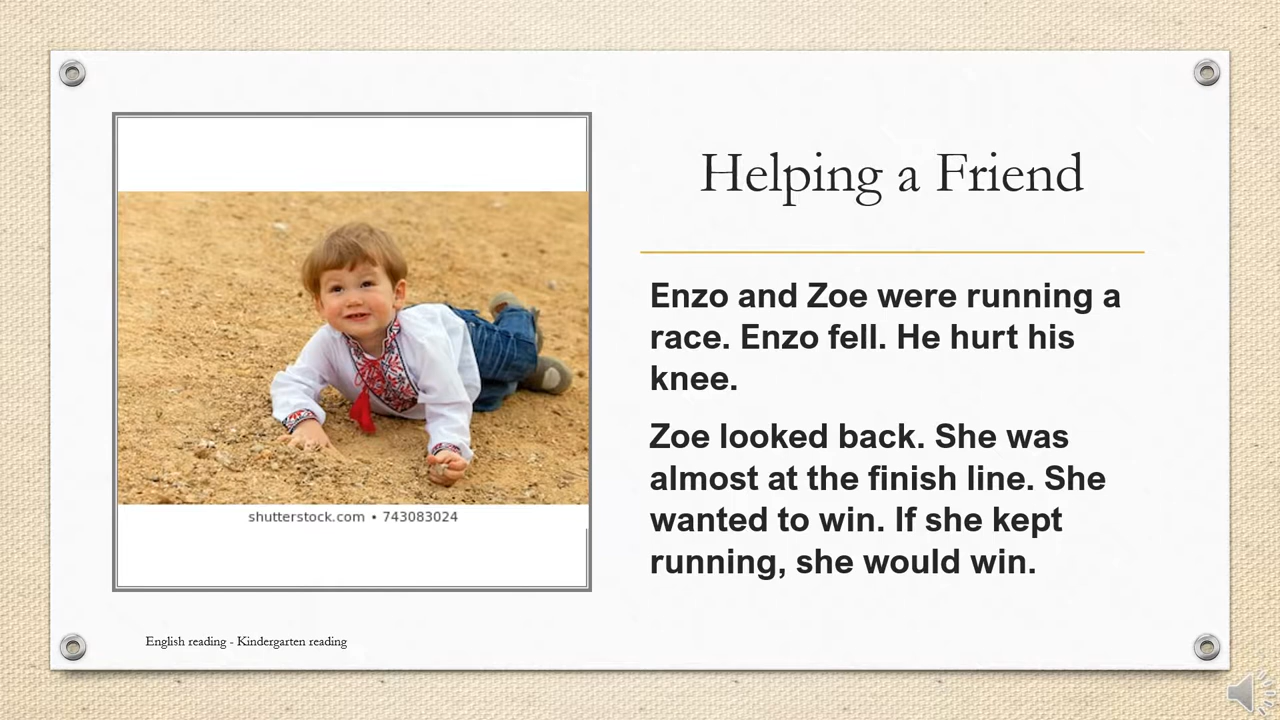 Helping a Friend
Enzo and Zoe were running a
race. Enzo fell. He hurt his
knee.
Zoe looked back. She was
almost at the finish line. She
wanted to win. If she kept
running, she would win.
shutterstock.com • 743083024
English reading - Kindergarten reading